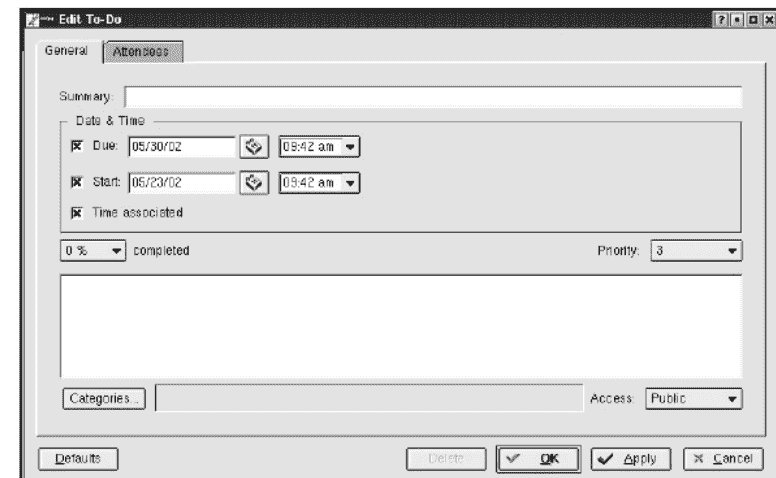 Edit To-Do
General Attendees
Summary:
Date & Time
Due: 05/30/02 09:42 am
Start: 05/23/02 09:42 am
Time associated
0 % completed Priority: 3
Categories... Access: Public
Defaults Delete OK Apply Cancel